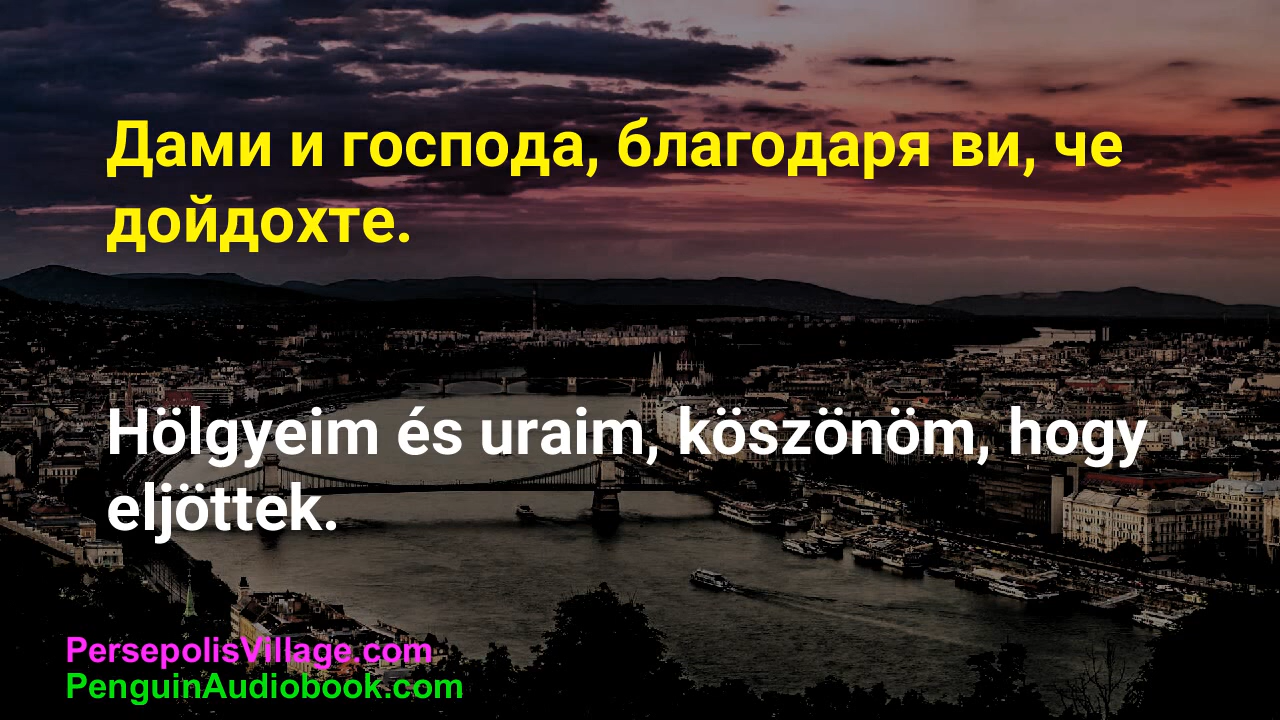 Дами и господа, благодаря ви, че
дойдохте.
Hölgyeim és uraim, köszönöm, hogy
eljöttek.
PersepolisVillage.com
PenguinAudiobook.com